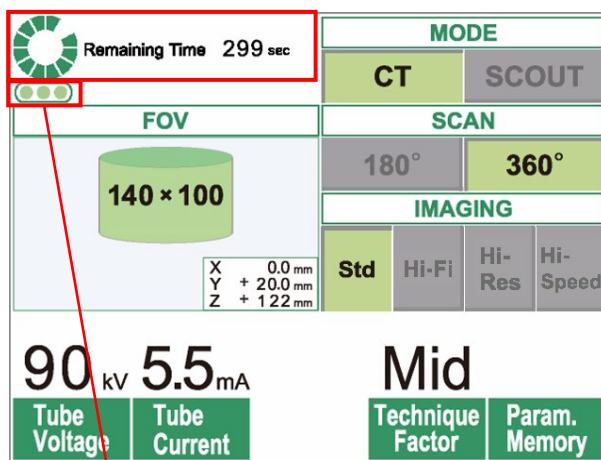 Remaining Time 299 sec
MODE
CT SCOUT
FOV
SCAN
140 × 100
180° 360°
IMAGING
X 0.0 mm
Y + 20.0 mm
Z + 122 mm
Std Hi-Fi Hi-Res Hi-Speed
90 kV 5.5 mA Mid
Tube Voltage
Tube Current
Technique Factor
Param. Memory